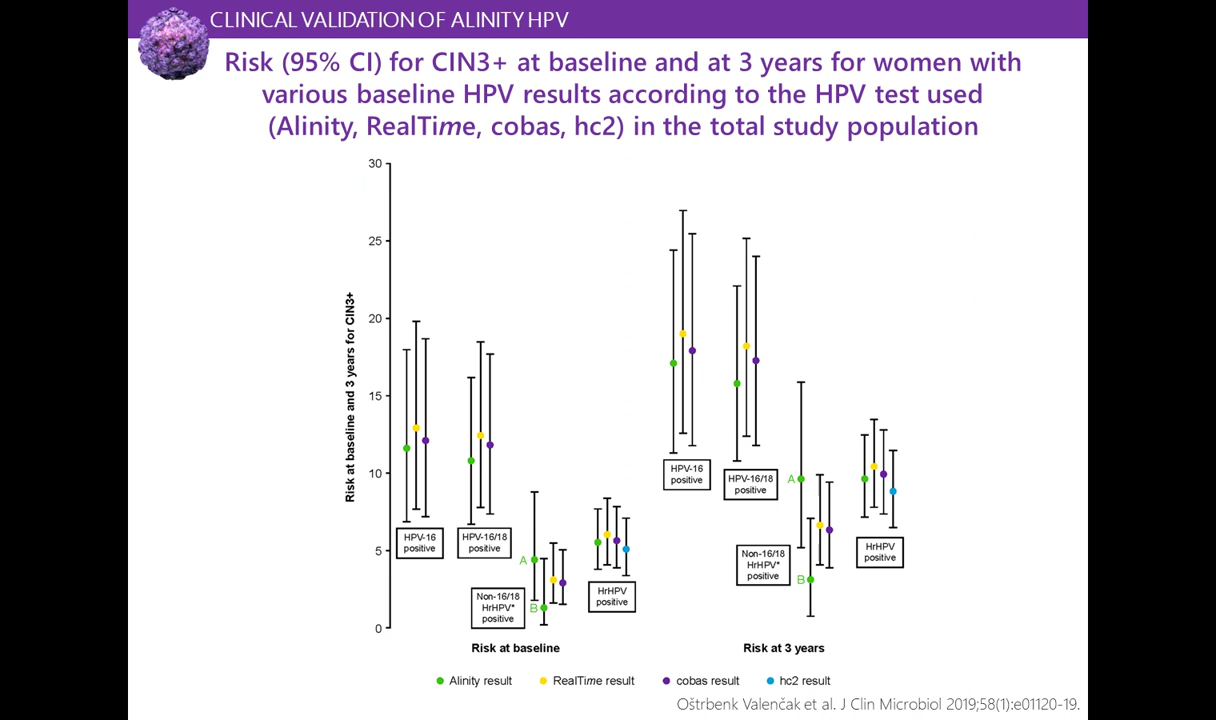 CLINICAL VALIDATION OF ALINITY HPV
Risk (95% CI) for CIN3+ at baseline and at 3 years for women with
various baseline HPV results according to the HPV test used
(Alinity, RealTime, cobas, hc2) in the total study population
Risk at baseline and 3 years for CIN3+
30
25
20
15
10
5
0
HPV-16
positive
HPV-16/18
positive
A
B
Non-16/18
HrHPV*
positive
HrHPV
positive
HPV-16
positive
HPV-16/18
positive
A
B
Non-16/18
HrHPV*
positive
HrHPV
positive
Risk at baseline
Risk at 3 years
Alinity result
RealTime result
cobas result
hc2 result
Oštrbenk Valenčak et al. J Clin Microbiol 2019;58(1):e01120-19.